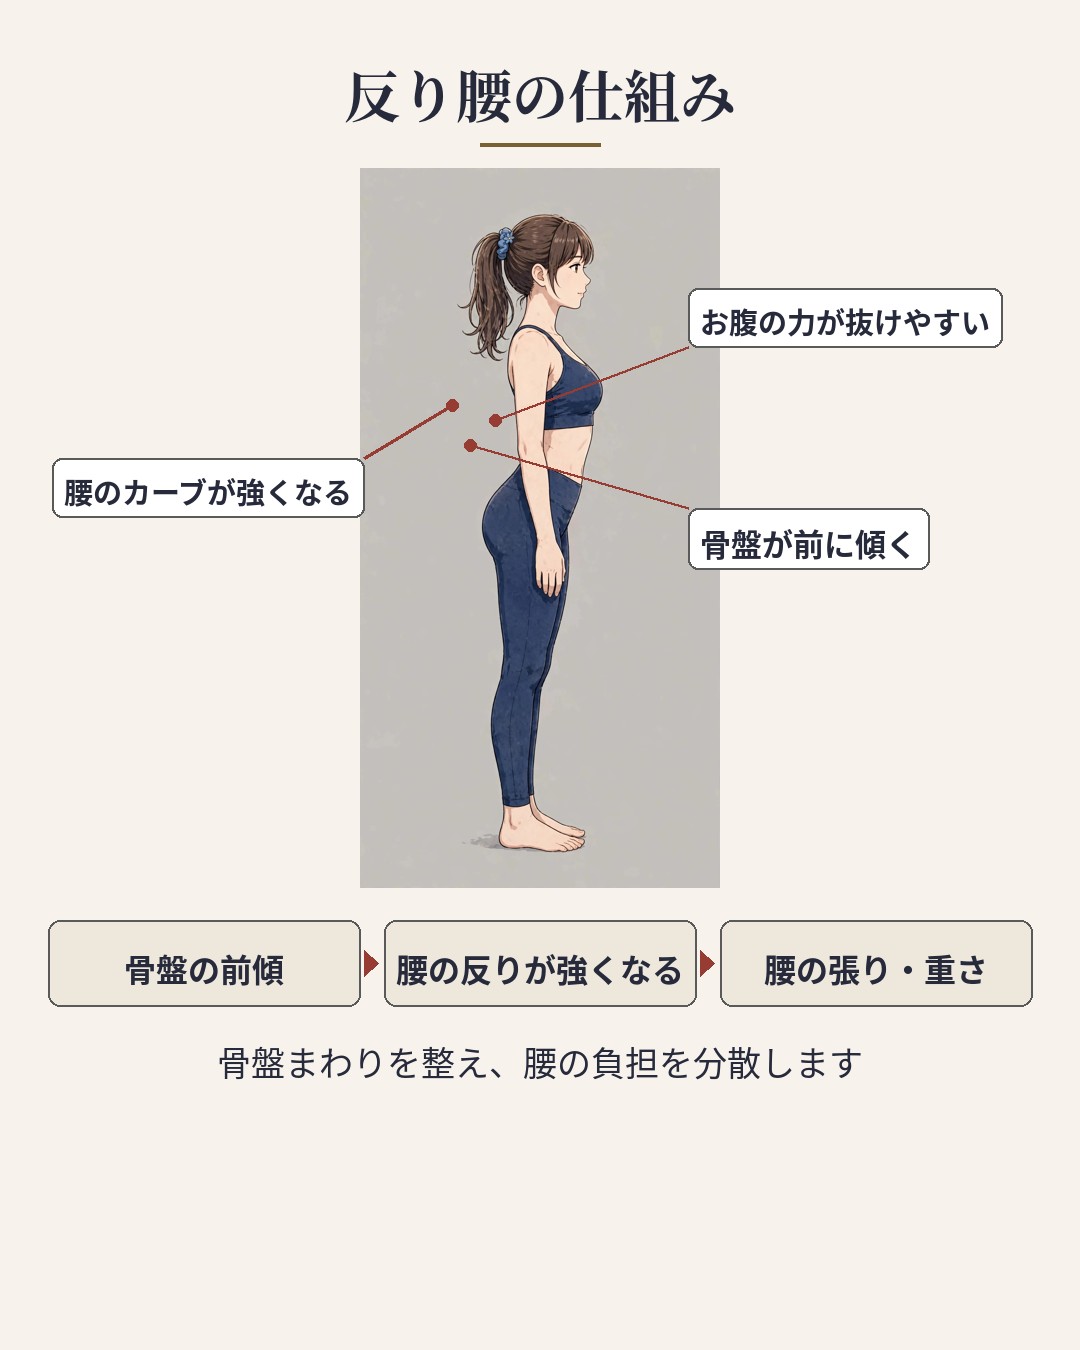 反り腰の仕組み
お腹の力が抜けやすい
腰のカーブが強くなる
骨盤が前に傾く
骨盤の前傾
腰の反りが強くなる
腰の張り・重さ
骨盤まわりを整え、腰の負担を分散します